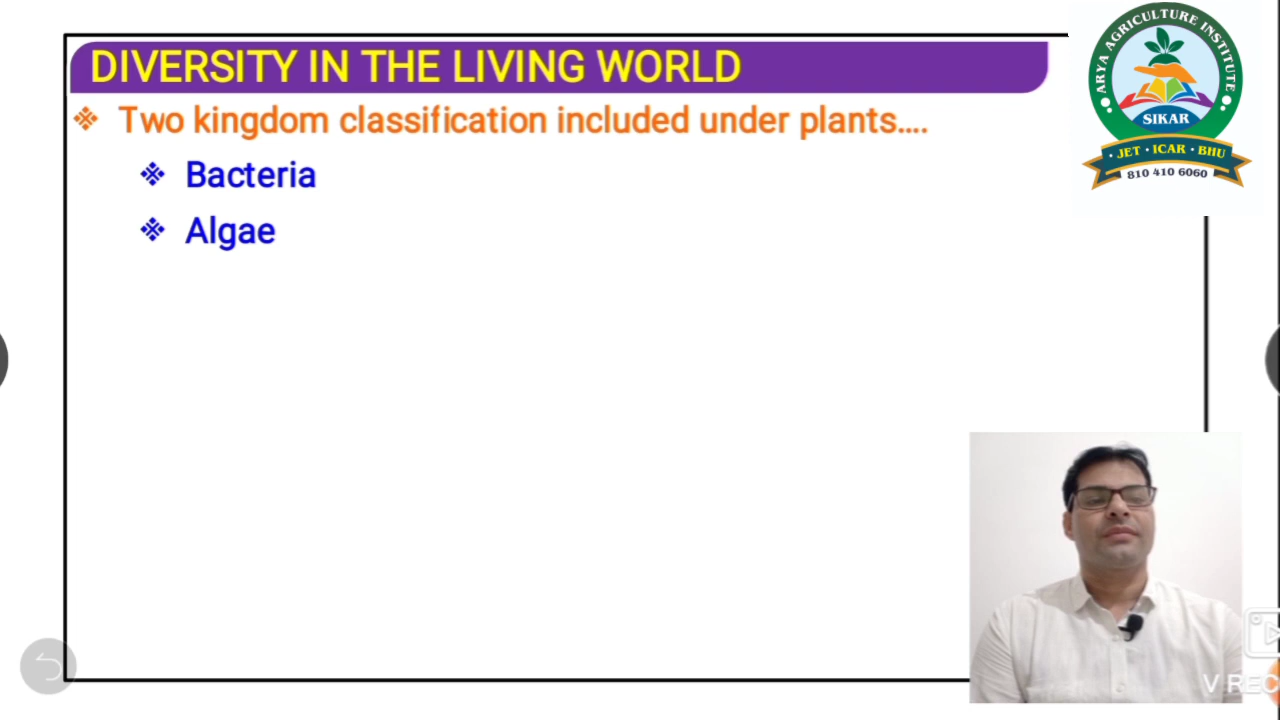 DIVERSITY IN THE LIVING WORLD
Two kingdom classification included under plants....
Bacteria
Algae
ARYA AGRICULTURE INSTITUTE
SIKAR
• JET • ICAR • BHU
810 410 6060
V REC